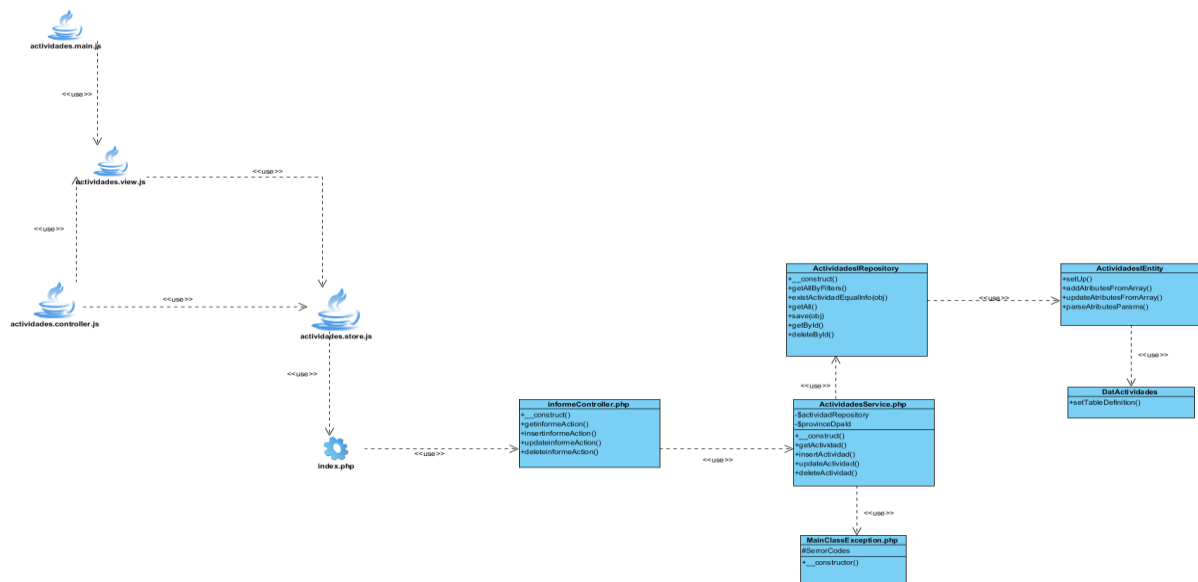 actividades.main.js
<<use>>
actividades.view.js
<<use>>
<<use>>
actividades.controller.js
<<use>>
actividades.store.js
<<use>>
index.php
<<use>>
informeController.php
+__construct()
+getinformeAction()
+insertinformeAction()
+updateinformeAction()
+deleteinformeAction()
<<use>>
ActividadesIRepository
+__construct()
+getAllByFilters()
+existActividadEqualInfo(obj)
+getAll()
+save(obj)
+getById()
+deleteById()
<<use>>
ActividadesIEntity
+setUp()
+addAtributesFromArray()
+updateAtributesFromArray()
+parseAtributesParams()
<<use>>
DatActividades
+setTableDefinition()
<<use>>
ActividadesService.php
-$actividadRepository
-$provinceDpaId
+__construct()
+getActividad()
+insertActividad()
+updateActividad()
+deleteActividad()
<<use>>
MainClassException.php
#SerrorCodes
+__constructor()